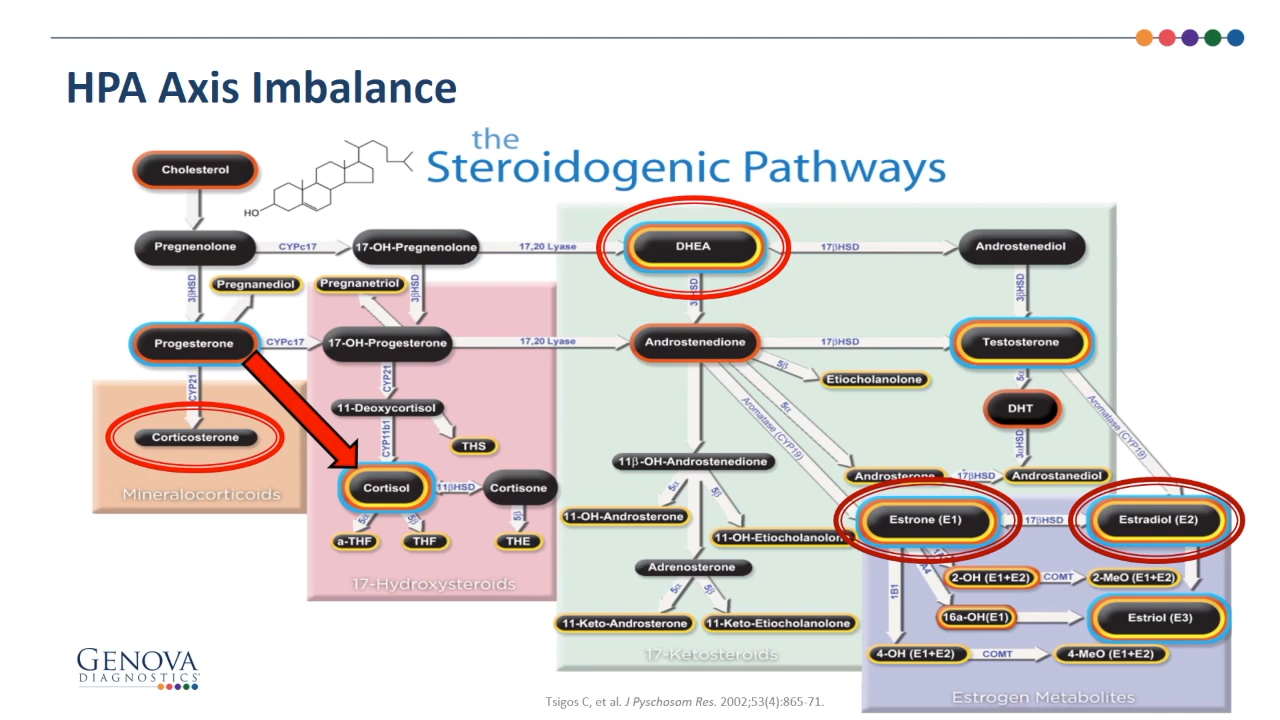 HPA Axis Imbalance
the
Steroidogenic Pathways
Cholesterol
HO
Pregnenolone
CYPc17
17-OH-Pregnenolone
17,20 Lyase
DHEA
17βHSD
Androstenediol
3βHSD
Pregnanediol
Pregnanetriol
3βHSD
3βHSD
3βHSD
Progesterone
CYPc17
17-OH-Progesterone
17,20 Lyase
Androstenedione
17βHSD
Testosterone
CYP21
CYP21
5β
Etiocholanolone
5α
5α
Aromatase (CYP19)
Aromatase (CYP19)
11-Deoxycortisol
DHT
Corticosterone
CYP11b1
THS
3αHSD
11β-OH-Androstenedione
Androsterone
17βHSD
Androstanediol
Mineralocorticoids
Cortisol
11βHSD
Cortisone
5α
5β
5β
5α
5β
11-OH-Androsterone
Estrone (E1)
17βHSD
Estradiol (E2)
a-THF
THF
THE
11-OH-Etiocholanolone
Adrenosterone
2-OH (E1+E2)
COMT
2-MeO (E1+E2)
17-Hydroxysteroids
5α
5β
1B1
16a-OH(E1)
Estriol (E3)
11-Keto-Androsterone
11-Keto-Etiocholanolone
17-Ketosteroids
4-OH (E1+E2)
COMT
4-MeO (E1+E2)
Estrogen Metabolites
GENOVA
DIAGNOSTICS
Tsigos C, et al. J Pyschosom Res. 2002;53(4):865-71.